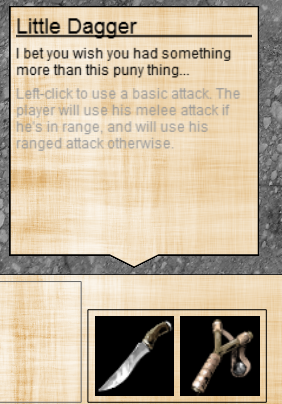 Little Dagger
I bet you wish you had something
more than this puny thing...
Left-click to use a basic attack. The
player will use his melee attack if
he's in range, and will use his
ranged attack otherwise.